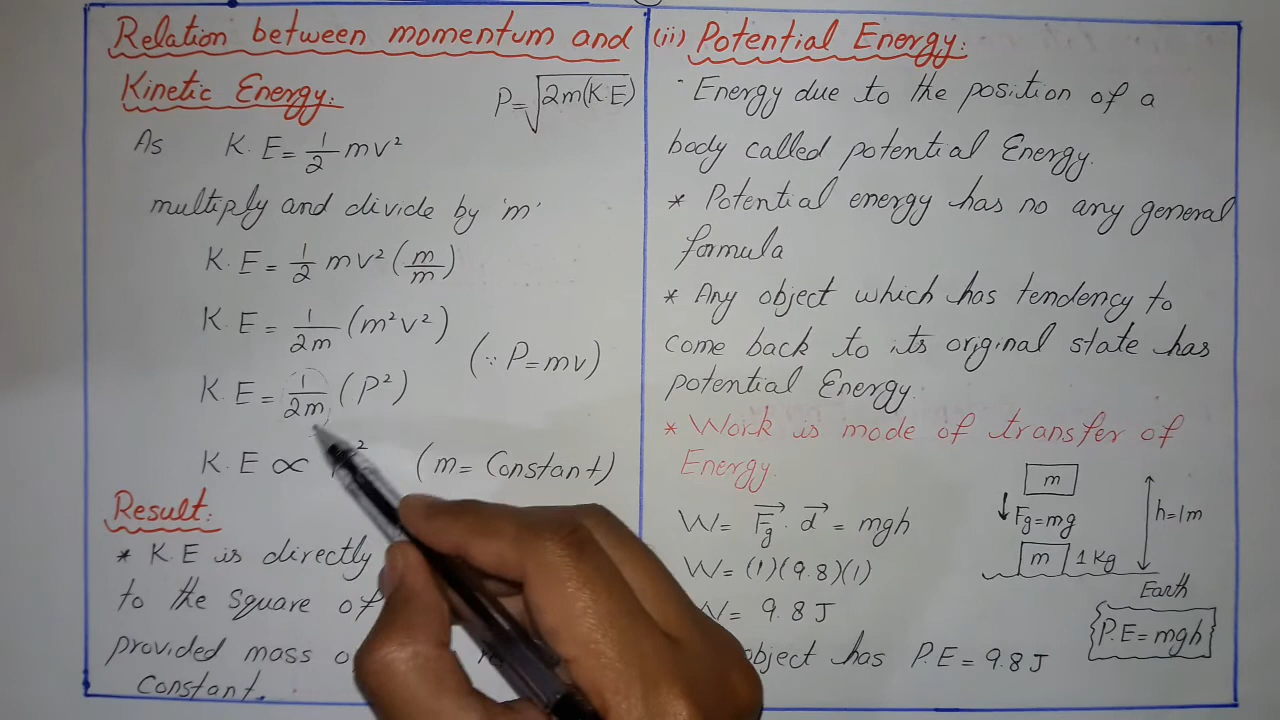 Relation between momentum and
Kinetic Energy.
P=√2m(K.E)
As K.E=1/2 mv²
multiply and divide by 'm'
K.E=1/2 mv²(m/m)
K.E=1/2m(m²v²)
(∵ P=mv)
K.E=1/2m(P²)
K.E ∝ P² (m=Constant)
Result:
* K.E is directly
to the square of
provided mass
constant.
(ii) Potential Energy:
Energy due to the position of a
body called potential Energy.
* Potential energy has no any general
formula
* Any object which has tendency to
come back to its original state has
potential Energy.
* Work is mode of transfer of
Energy.
W= F⃗g . d⃗ = mgh
W= (1)(9.8)(1)
W= 9.8 J
object has P.E=9.8J
m
Fg=mg
h=1m
m 1 Kg
Earth
P.E=mgh